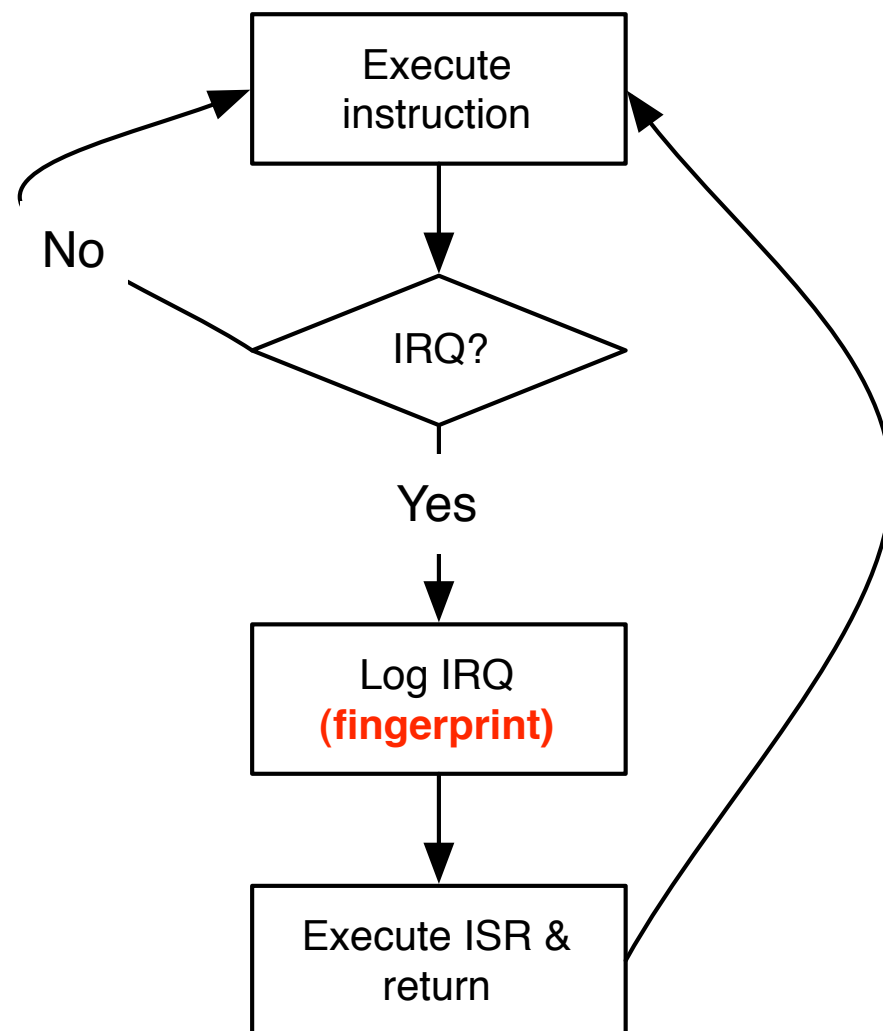 Execute
instruction
No
IRQ?
Yes
Log IRQ
(fingerprint)
Execute ISR &
return